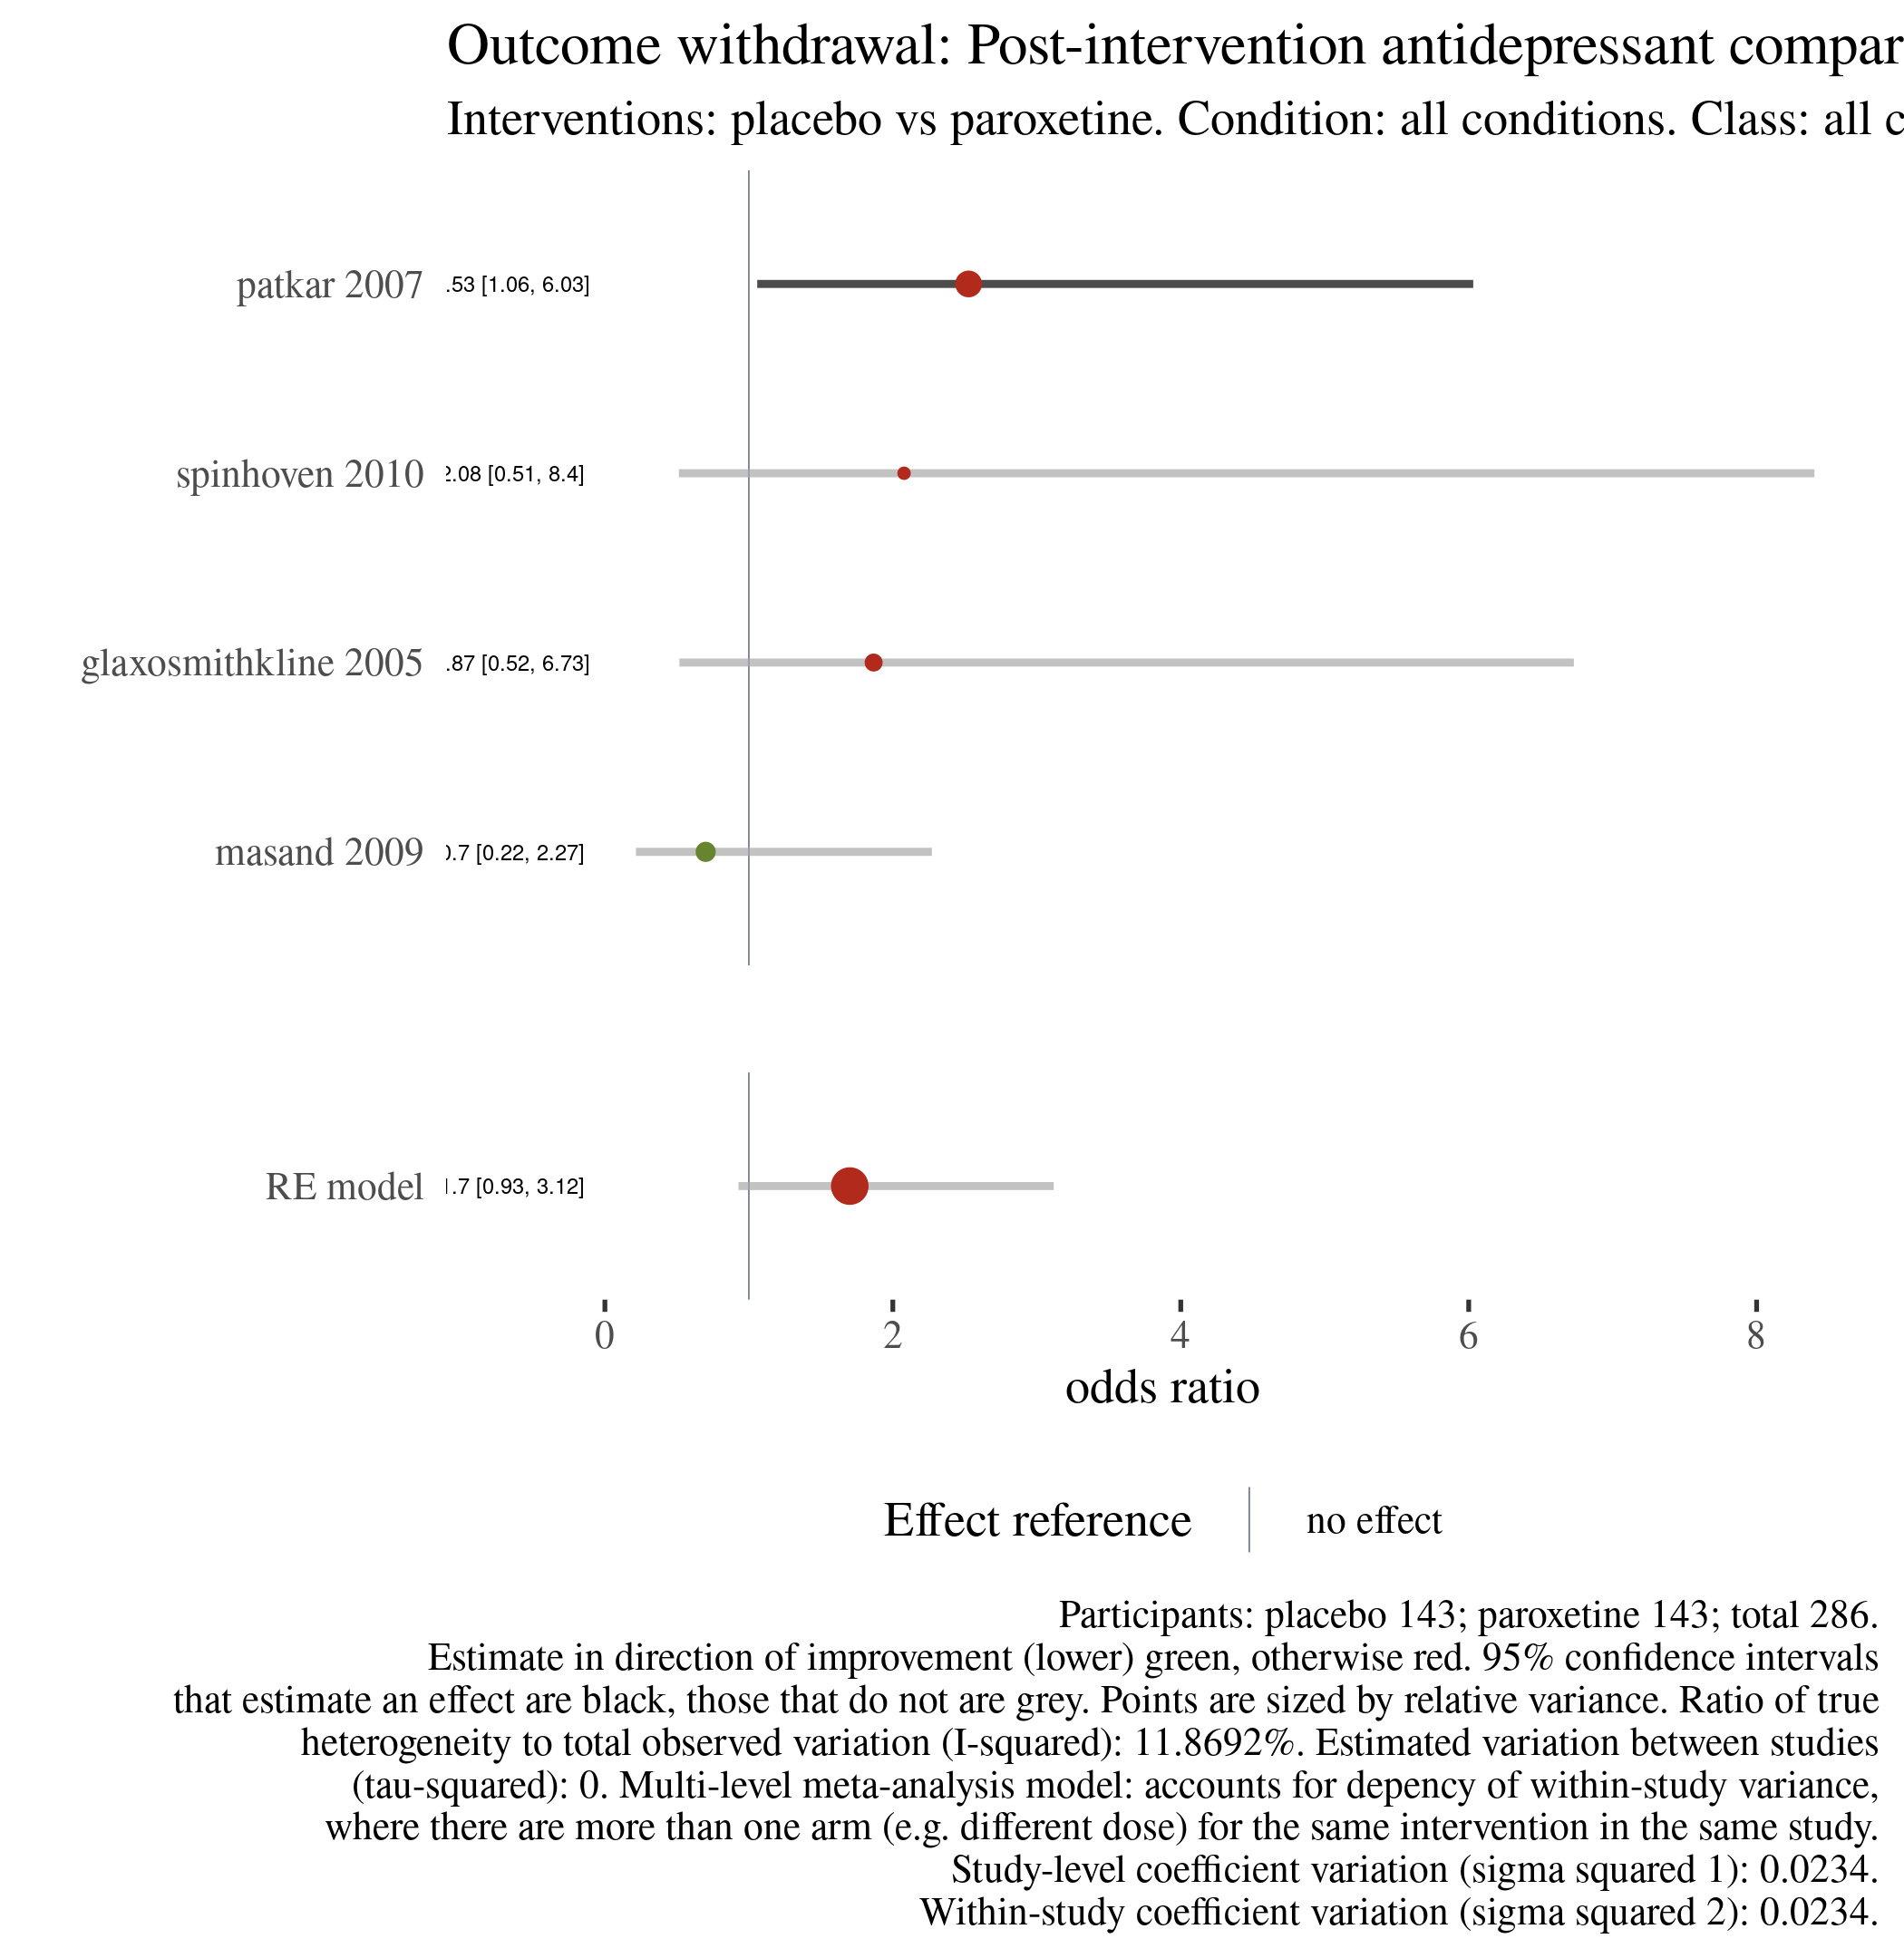 Outcome withdrawal: Post-intervention antidepressant compar
Interventions: placebo vs paroxetine. Condition: all conditions. Class: all c
patkar 2007 .53 [1.06, 6.03]
spinhoven 2010 2.08 [0.51, 8.4]
glaxosmithkline 2005 .87 [0.52, 6.73]
masand 2009 0.7 [0.22, 2.27]
RE model 1.7 [0.93, 3.12]
0 2 4 6 8
odds ratio
Effect reference no effect
Participants: placebo 143; paroxetine 143; total 286.
Estimate in direction of improvement (lower) green, otherwise red. 95% confidence intervals
that estimate an effect are black, those that do not are grey. Points are sized by relative variance. Ratio of true
heterogeneity to total observed variation (I-squared): 11.8692%. Estimated variation between studies
(tau-squared): 0. Multi-level meta-analysis model: accounts for depency of within-study variance,
where there are more than one arm (e.g. different dose) for the same intervention in the same study.
Study-level coefficient variation (sigma squared 1): 0.0234.
Within-study coefficient variation (sigma squared 2): 0.0234.